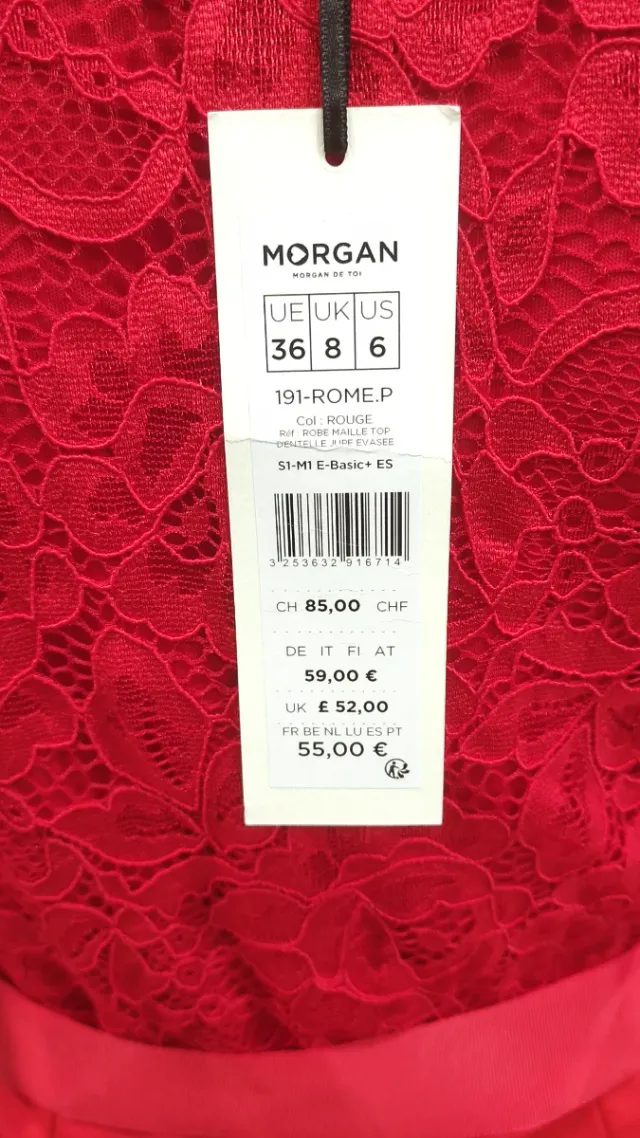 MORGAN
MORGAN DE TOI
UE UK US
36 8 6
191-ROME.P
Col : ROUGE
Réf : ROBE MAILLE TOP
DENTELLE JUPE EVASEE
S1-M1 E-Basic+ ES
3 253632 916714
CH 85,00 CHF
DE IT FI AT
59,00 €
UK £ 52,00
FR BE NL LU ES PT
55,00 €